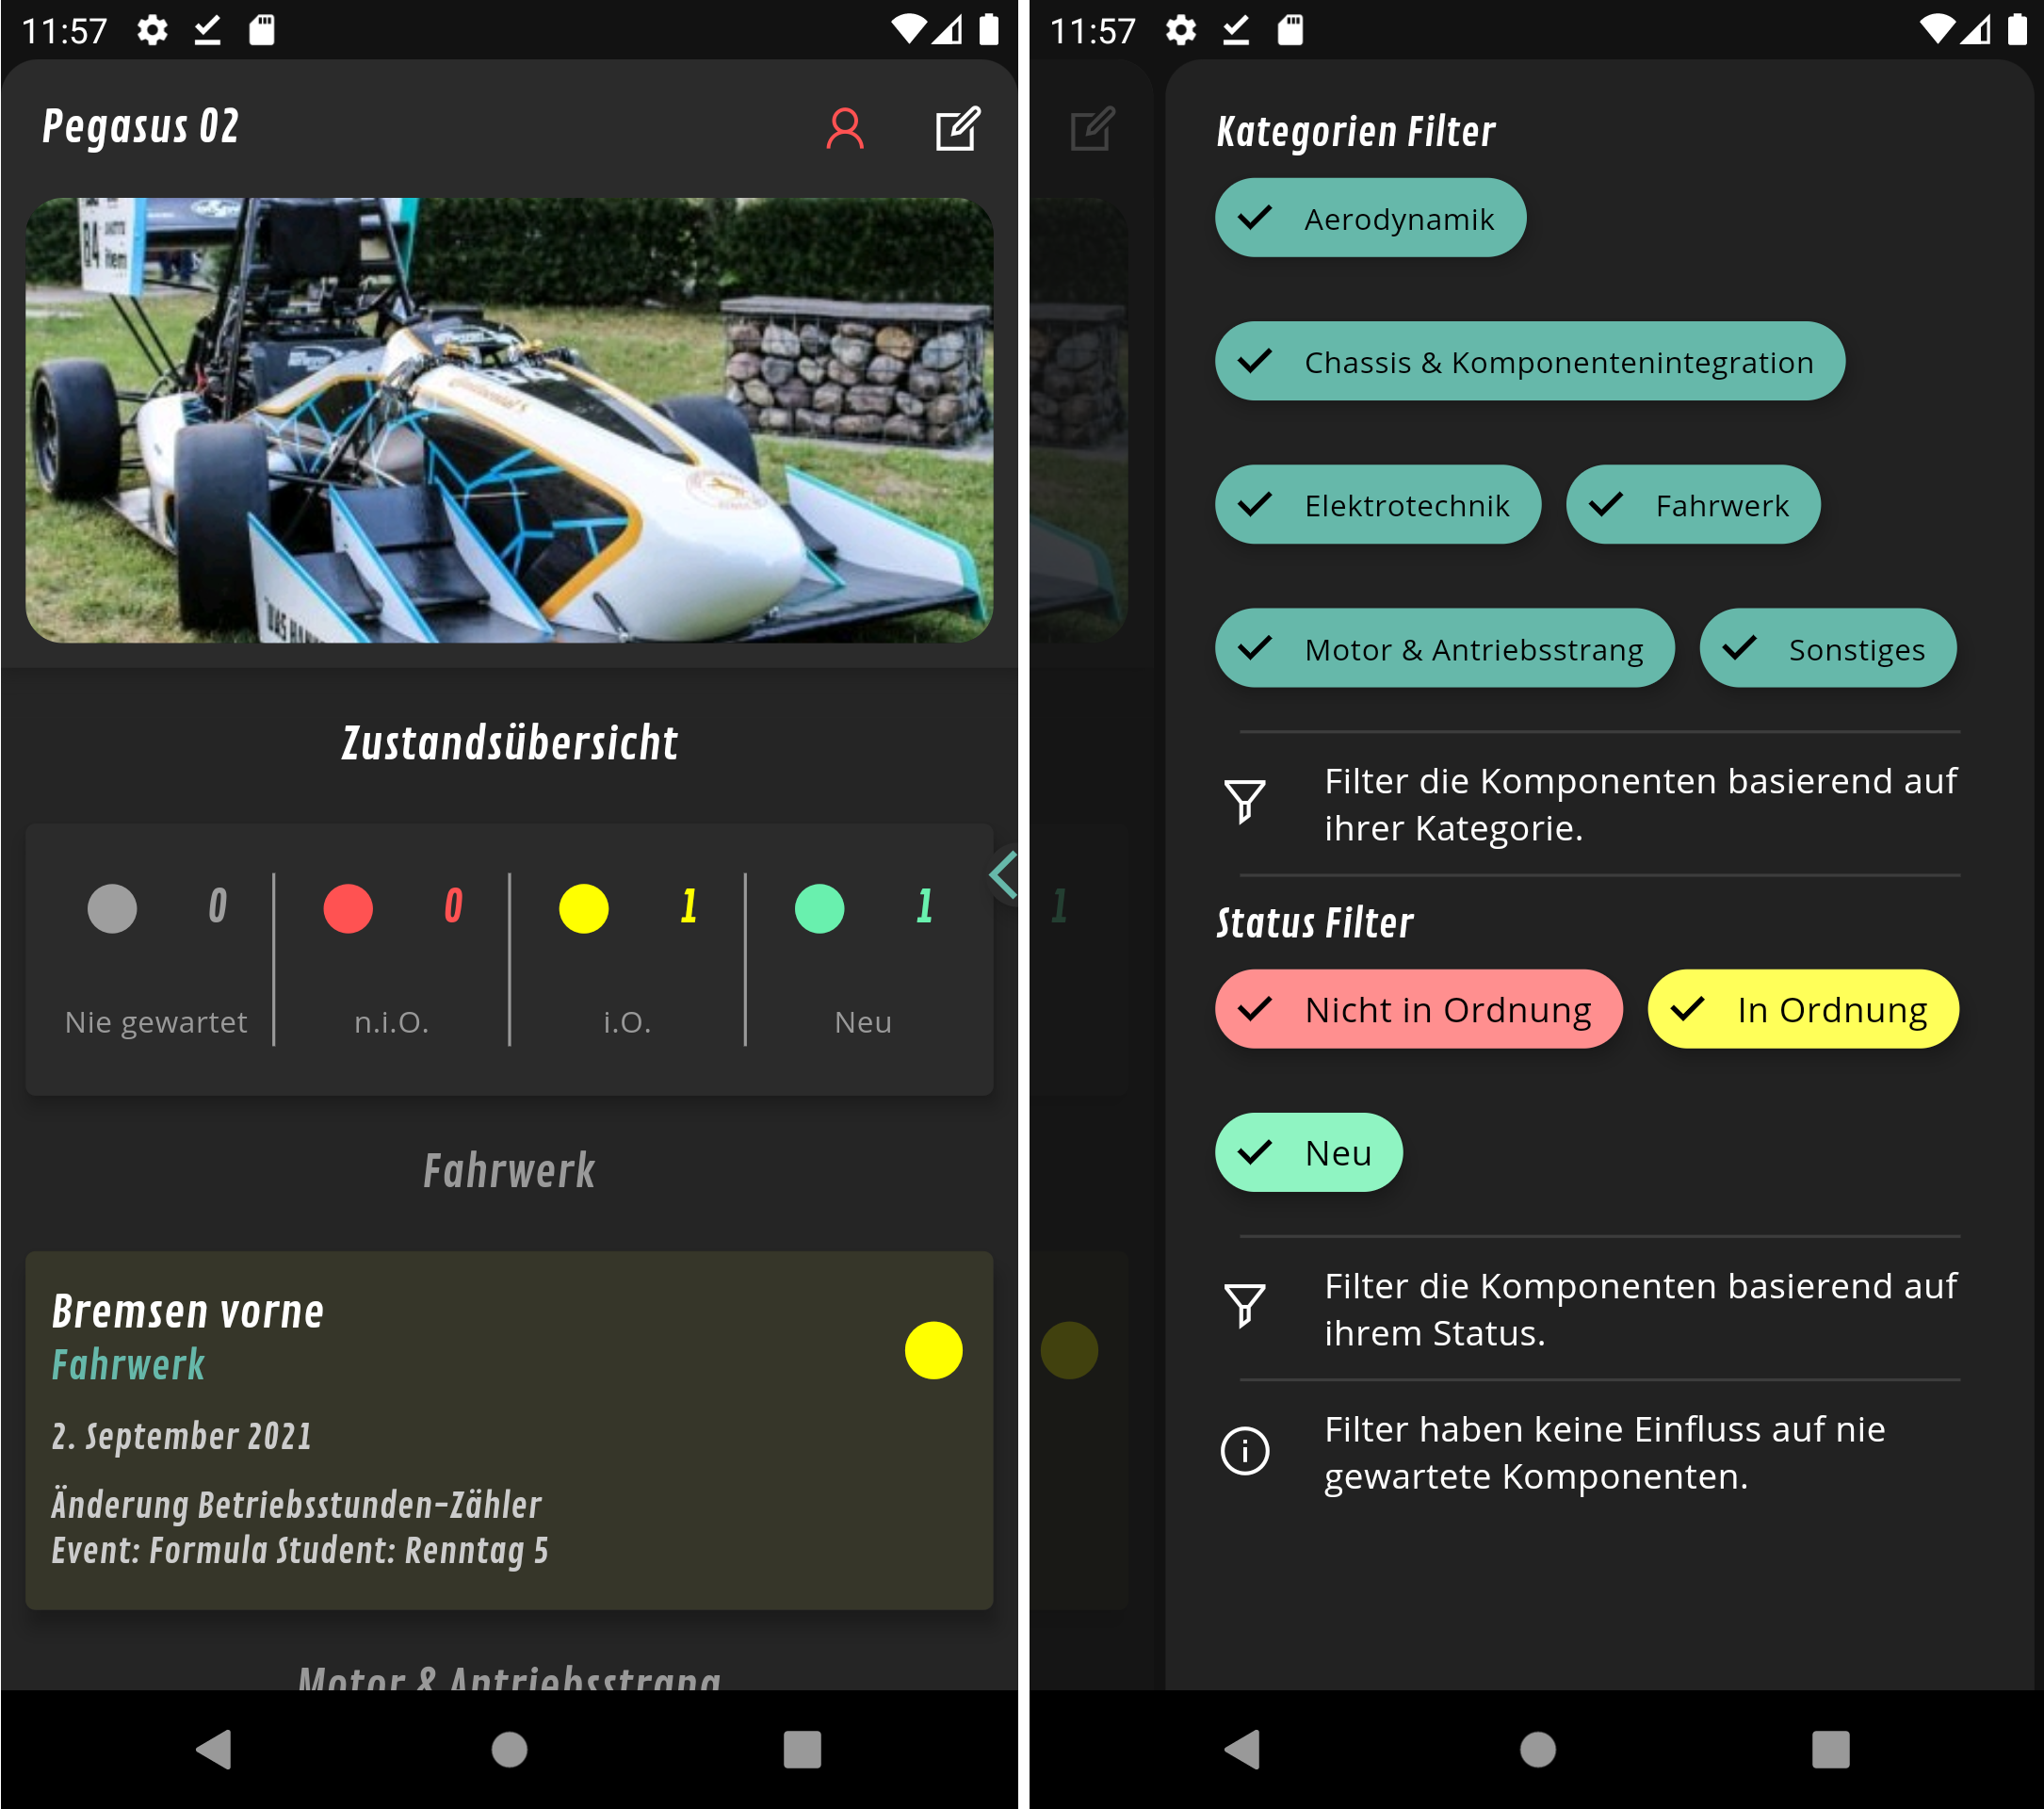 11:57
Pegasus 02
84
DAS
Zustandsübersicht
0
0
1
1
Nie gewartet
n.i.O.
i.O.
Neu
Fahrwerk
Bremsen vorne
Fahrwerk
2. September 2021
Änderung Betriebsstunden-Zähler
Event: Formula Student: Renntag 5
Motor & Antriebsstrang
11:57
1
Kategorien Filter
Aerodynamik
Chassis & Komponentenintegration
Elektrotechnik
Fahrwerk
Motor & Antriebsstrang
Sonstiges
Filter die Komponenten basierend auf
ihrer Kategorie.
Status Filter
Nicht in Ordnung
In Ordnung
Neu
Filter die Komponenten basierend auf
ihrem Status.
Filter haben keine Einfluss auf nie
gewartete Komponenten.